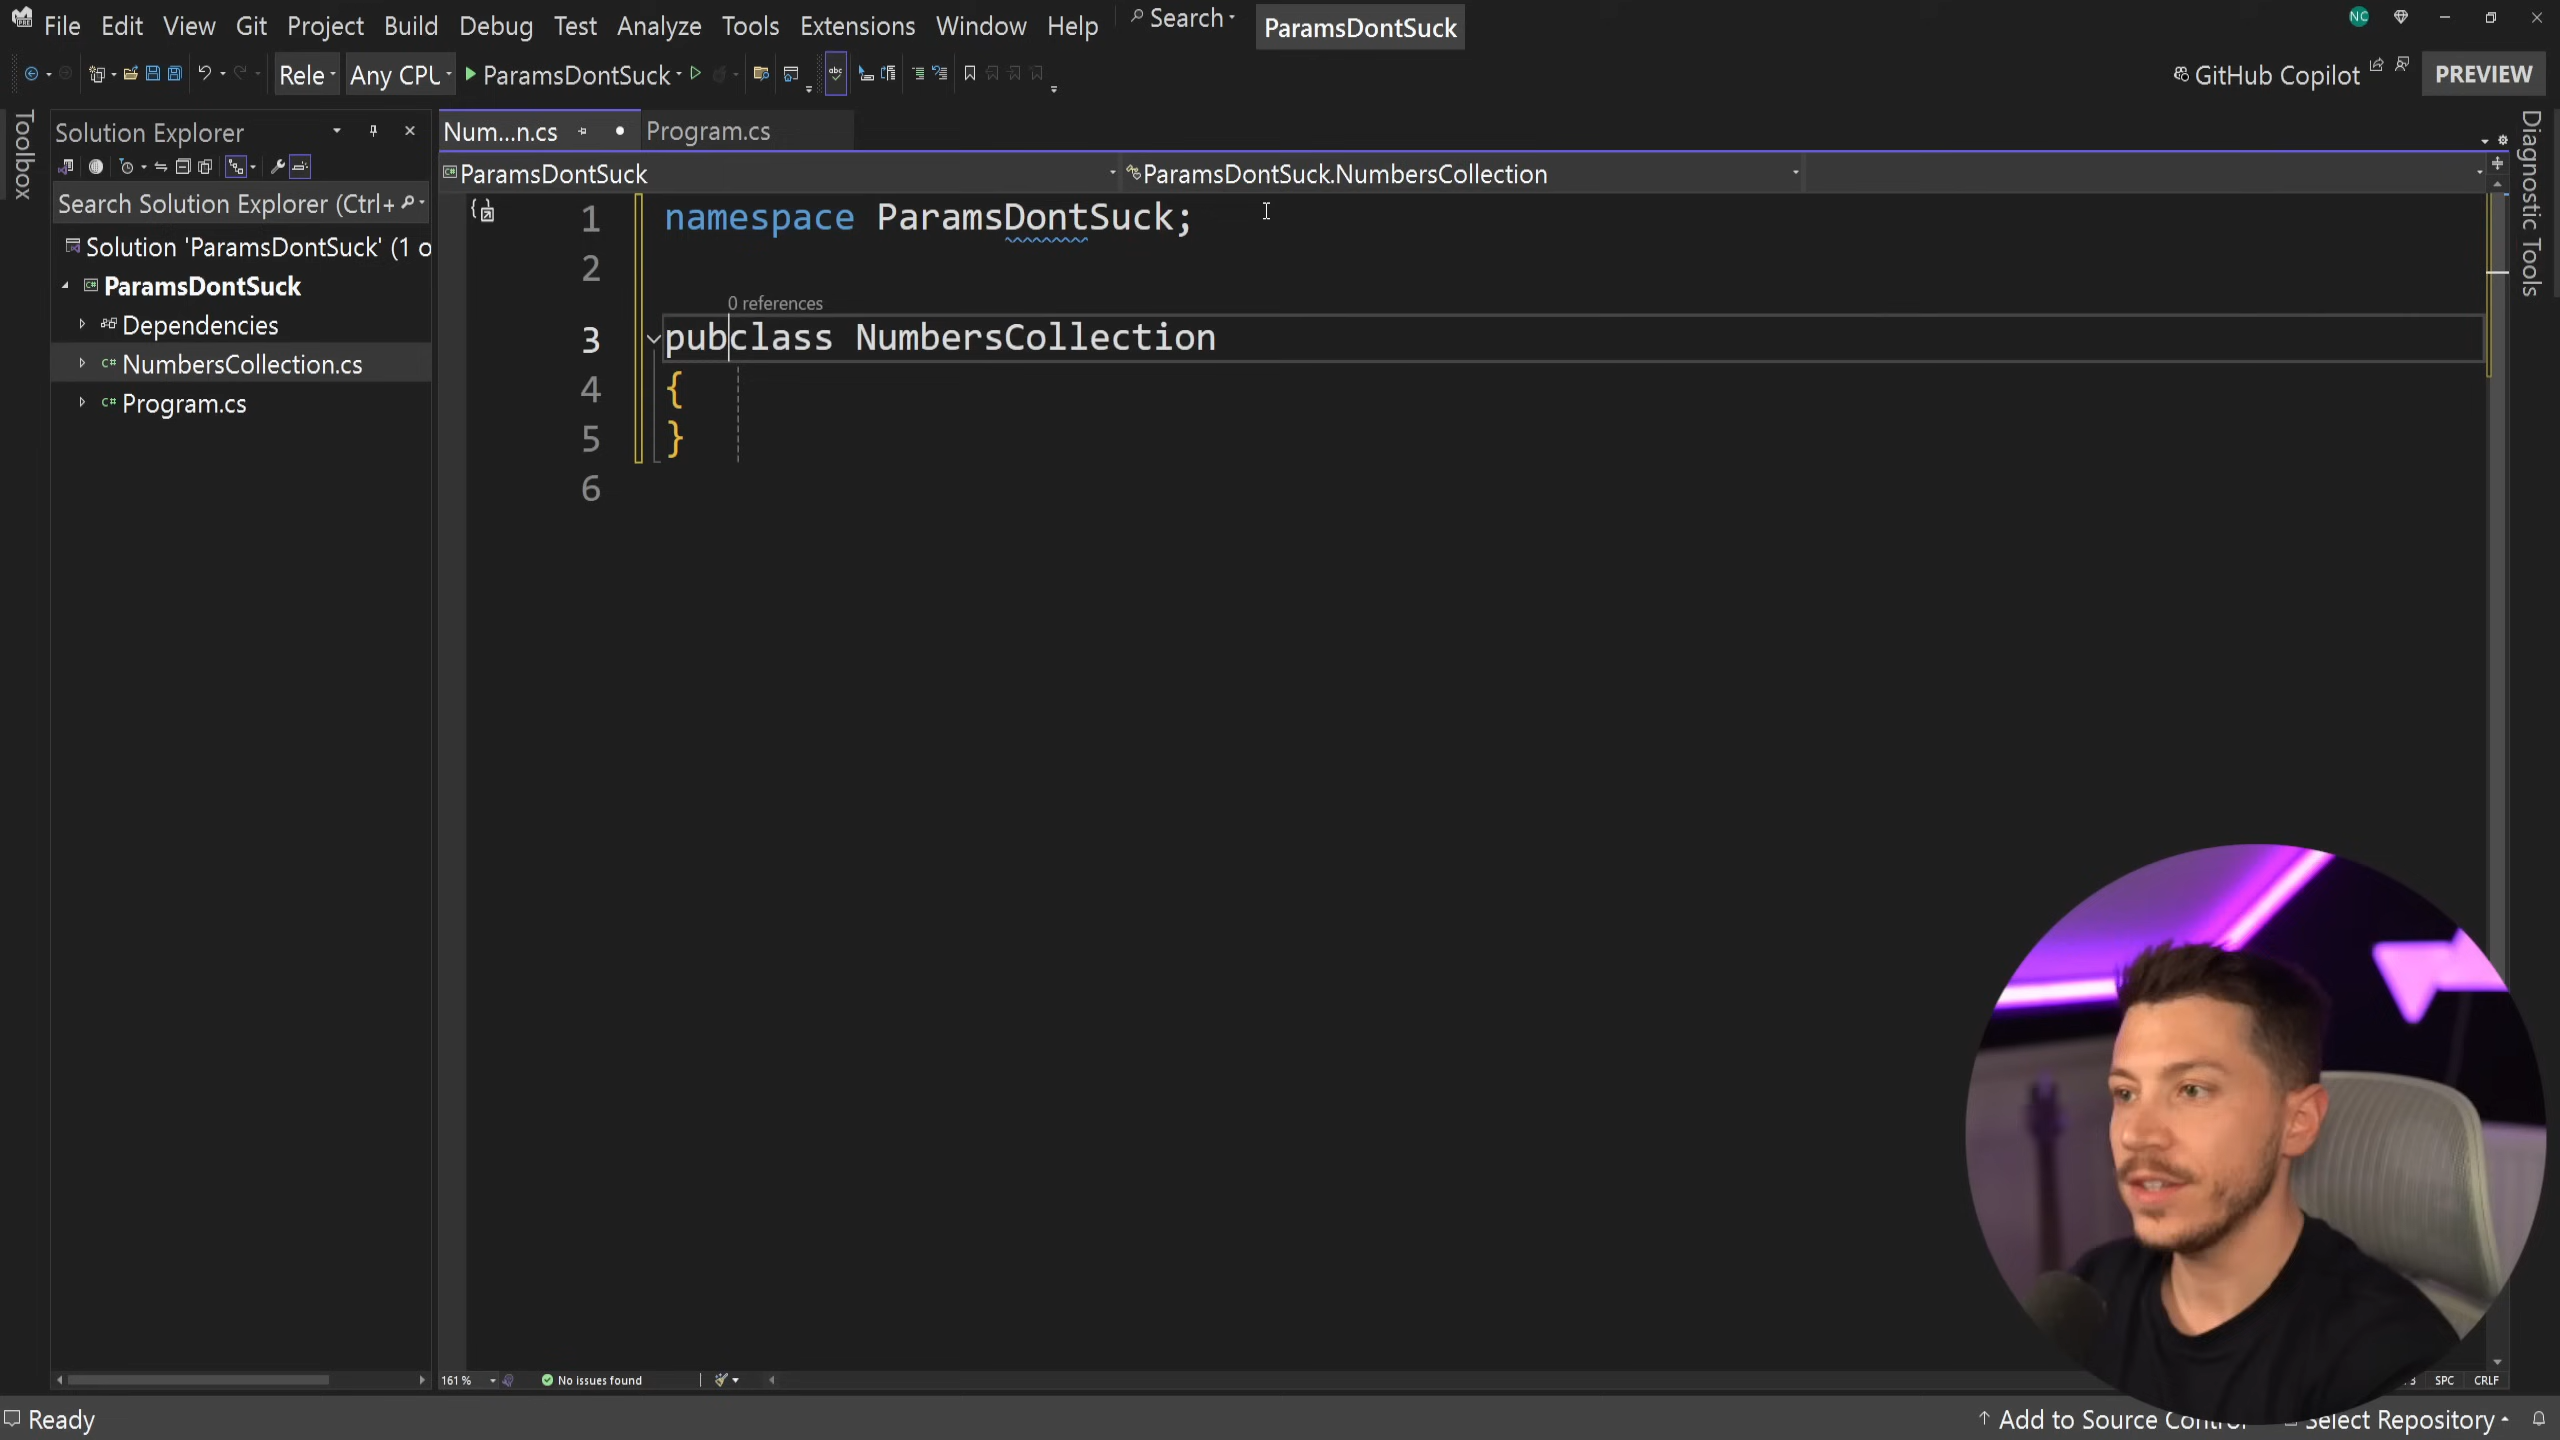 File Edit View Git Project Build Debug Test Tools Analyze Extensions Window Help Search ParamsDontSuck NC
Rele Any CPU ParamsDontSuck GitHub Copilot PREVIEW
Toolbox
Solution Explorer
Search Solution Explorer (Ctrl+
Solution 'ParamsDontSuck' (1 o
ParamsDontSuck
Dependencies
NumbersCollection.cs
Program.cs
Num...n.cs Program.cs
ParamsDontSuck ParamsDontSuck.NumbersCollection
1 namespace ParamsDontSuck;
2
0 references
3 pubclass NumbersCollection
4 {
5 }
6
Diagnostic Tools
161 % No issues found SPC CRLF
Ready Add to Source Control Select Repository